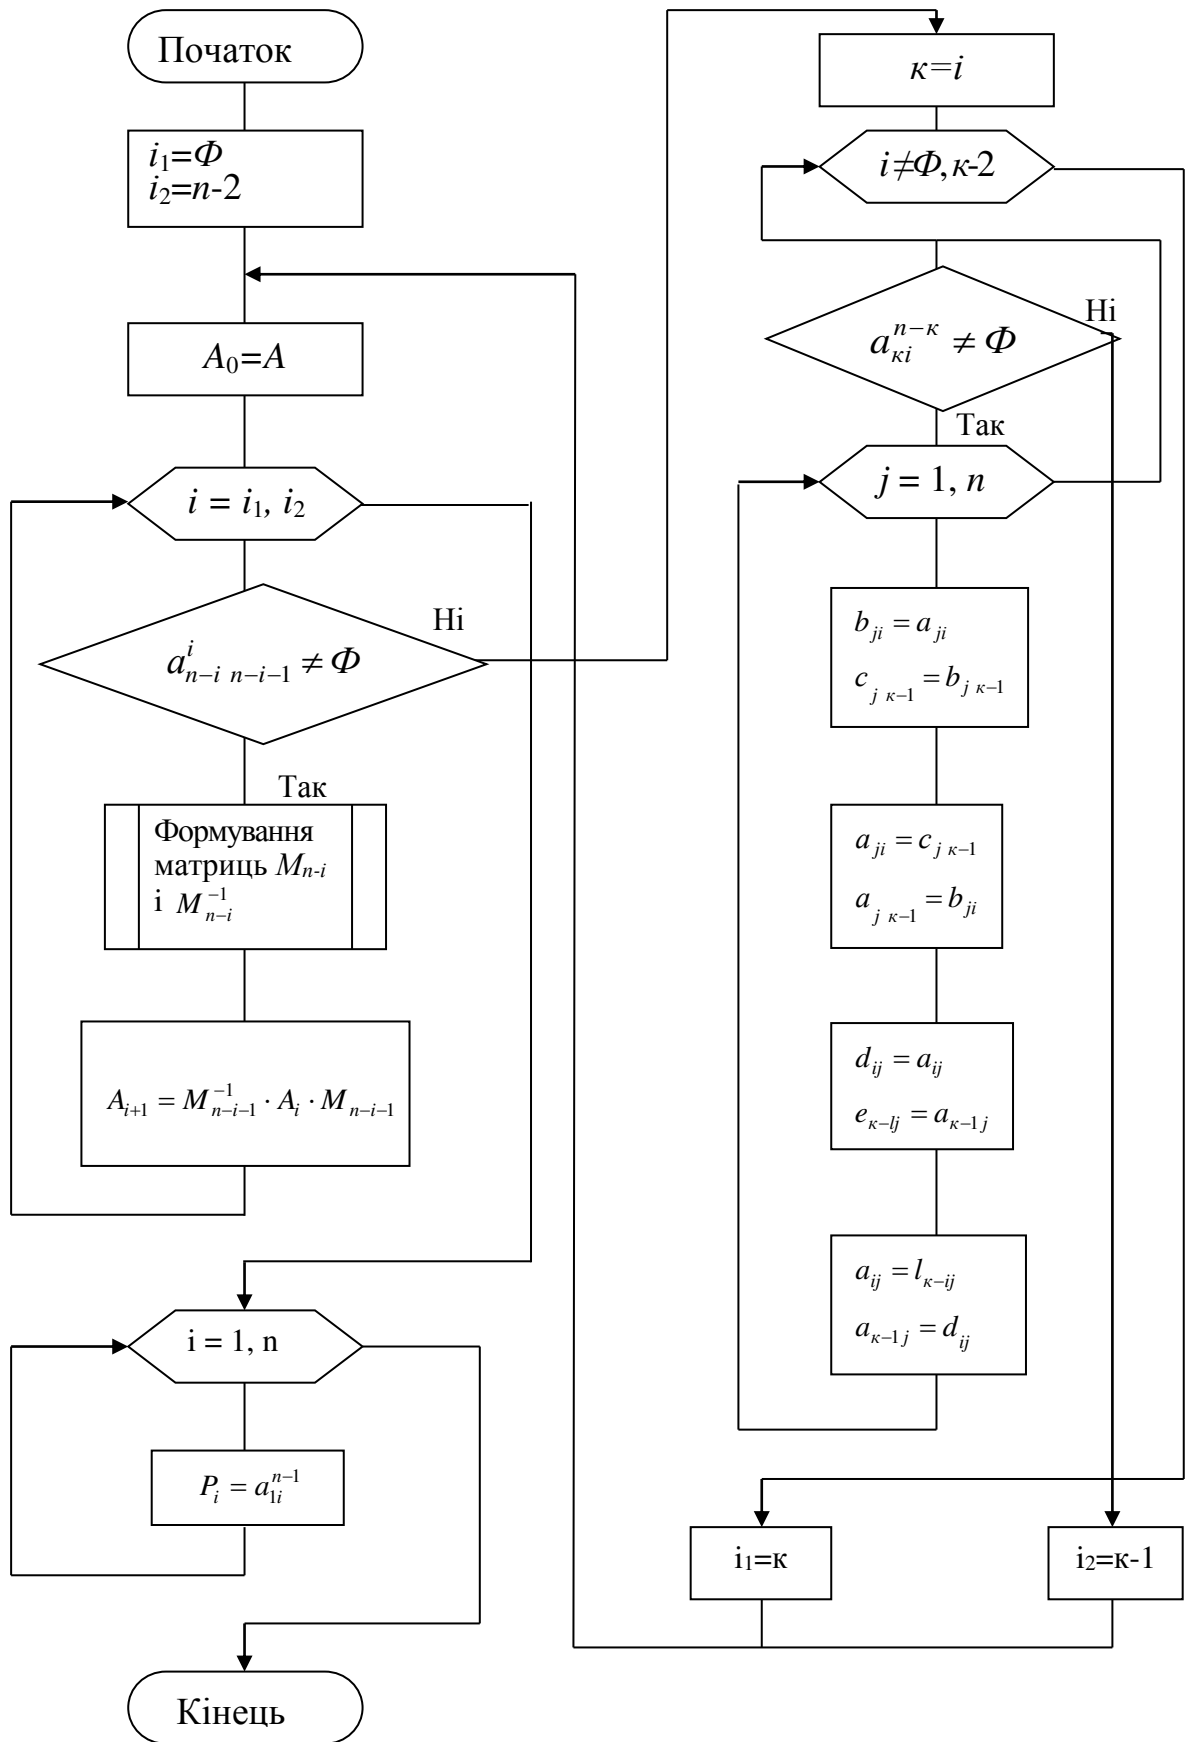 Початок
i₁=Ф
i₂=n-2
A₀=A
i = i₁, i₂
Ні
a^i_{n-i n-i-1} ≠ Ф
Так
Формування
матриць M_{n-i}
і M^{-1}_{n-i}
A_{i+1} = M^{-1}_{n-i-1} · A_i · M_{n-i-1}
i = 1, n
P_i = a^{n-1}_{1i}
Кінець
к=i
i≠Ф, к-2
Ні
a^{n-к}_{кi} ≠ Ф
Так
j = 1, n
b_{ji} = a_{ji}
c_{j к-1} = b_{j к-1}
a_{ji} = c_{j к-1}
a_{j к-1} = b_{ji}
d_{ij} = a_{ij}
e_{к-lj} = a_{к-1j}
a_{ij} = l_{к-ij}
a_{к-1j} = d_{ij}
i₁=к
i₂=к-1